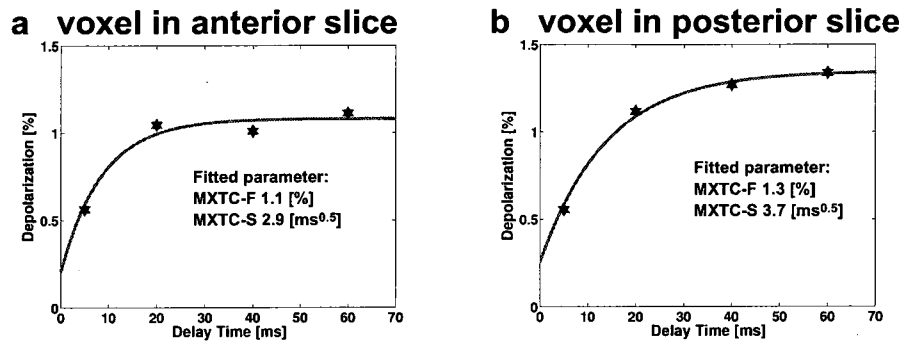 a voxel in anterior slice
1.5
1
0.5
0
Depolarization [%]
Fitted parameter:
MXTC-F 1.1 [%]
MXTC-S 2.9 [ms0.5]
0 10 20 30 40 50 60 70
Delay Time [ms]
b voxel in posterior slice
1.5
1
0.5
0
Depolarization [%]
Fitted parameter:
MXTC-F 1.3 [%]
MXTC-S 3.7 [ms0.5]
0 10 20 30 40 50 60 70
Delay Time [ms]